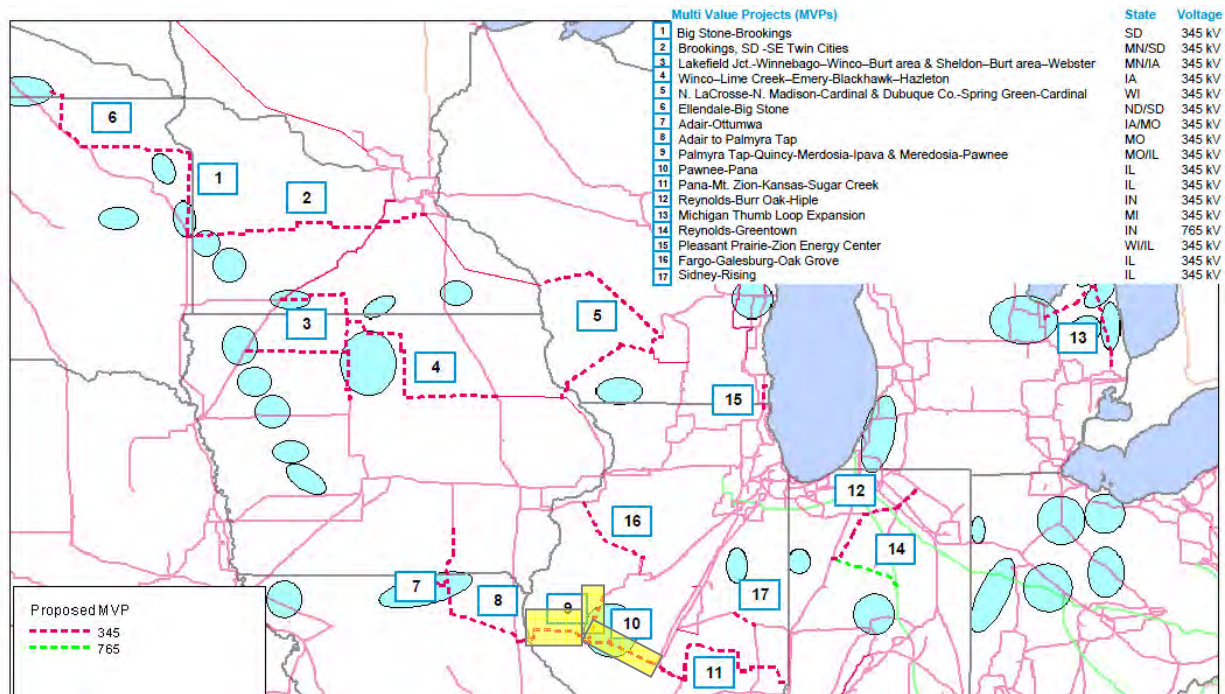 Multi Value Projects (MVPs) State Voltage
1 Big Stone-Brookings SD 345 kV
2 Brookings, SD -SE Twin Cities MN/SD 345 kV
3 Lakefield Jct.-Winnebago–Winco–Burt area & Sheldon–Burt area–Webster MN/IA 345 kV
4 Winco–Lime Creek–Emery-Blackhawk–Hazleton IA 345 kV
5 N. LaCrosse-N. Madison-Cardinal & Dubuque Co.-Spring Green-Cardinal WI 345 kV
6 Ellendale-Big Stone ND/SD 345 kV
7 Adair-Ottumwa IA/MO 345 kV
8 Adair to Palmyra Tap MO 345 kV
9 Palmyra Tap-Quincy-Merdosia-Ipava & Meredosia-Pawnee MO/IL 345 kV
10 Pawnee-Pana IL 345 kV
11 Pana-Mt. Zion-Kansas-Sugar Creek IL 345 kV
12 Reynolds-Burr Oak-Hiple IN 345 kV
13 Michigan Thumb Loop Expansion MI 345 kV
14 Reynolds-Greentown IN 765 kV
15 Pleasant Prairie-Zion Energy Center WI/IL 345 kV
16 Fargo-Galesburg-Oak Grove IL 345 kV
17 Sidney-Rising IL 345 kV
6
1
2
3
5
13
4
15
12
16
14
7
8
9
17
10
11
Proposed MVP
345
765